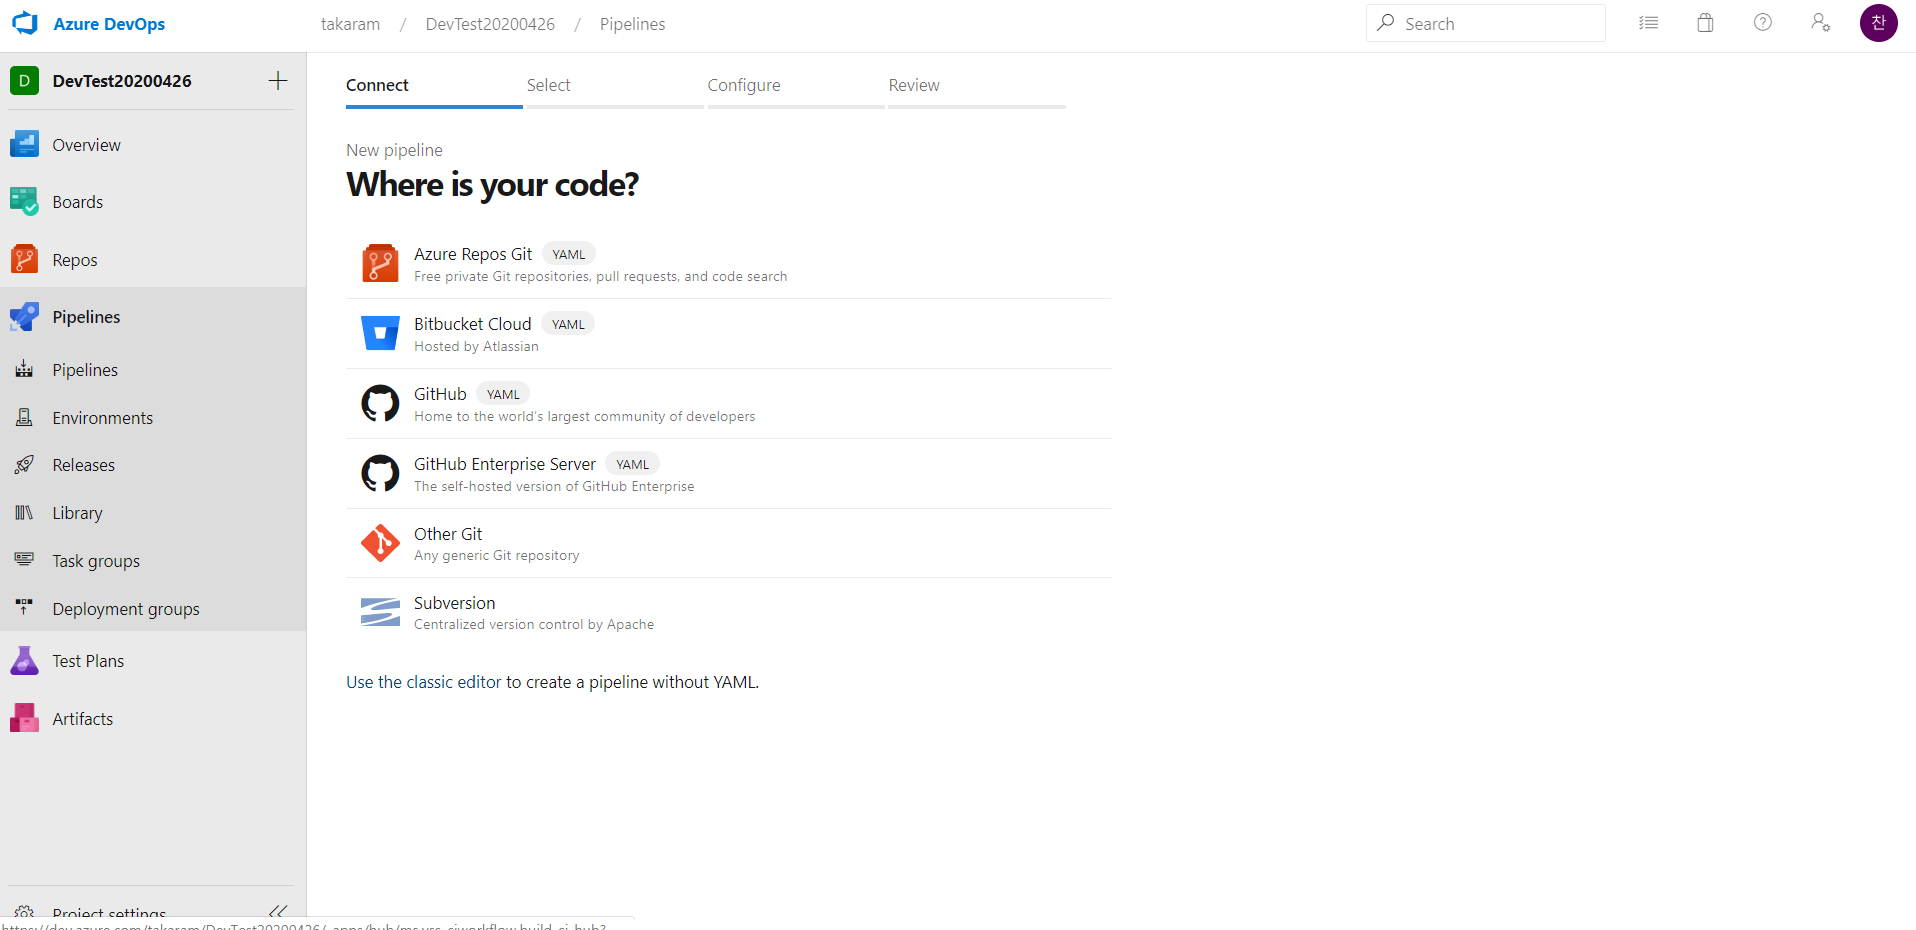 Azure DevOps
takaram / DevTest20200426 / Pipelines
Search
찬
D DevTest20200426
Overview
Boards
Repos
Pipelines
Pipelines
Environments
Releases
Library
Task groups
Deployment groups
Test Plans
Artifacts
Project settings
Connect
Select
Configure
Review
New pipeline
Where is your code?
Azure Repos Git YAML
Free private Git repositories, pull requests, and code search
Bitbucket Cloud YAML
Hosted by Atlassian
GitHub YAML
Home to the world's largest community of developers
GitHub Enterprise Server YAML
The self-hosted version of GitHub Enterprise
Other Git
Any generic Git repository
Subversion
Centralized version control by Apache
Use the classic editor to create a pipeline without YAML.
https://dev.azure.com/takaram/DevTest20200426/_apps/hub/ms.vss-ciworkflow.build-ci-hub?